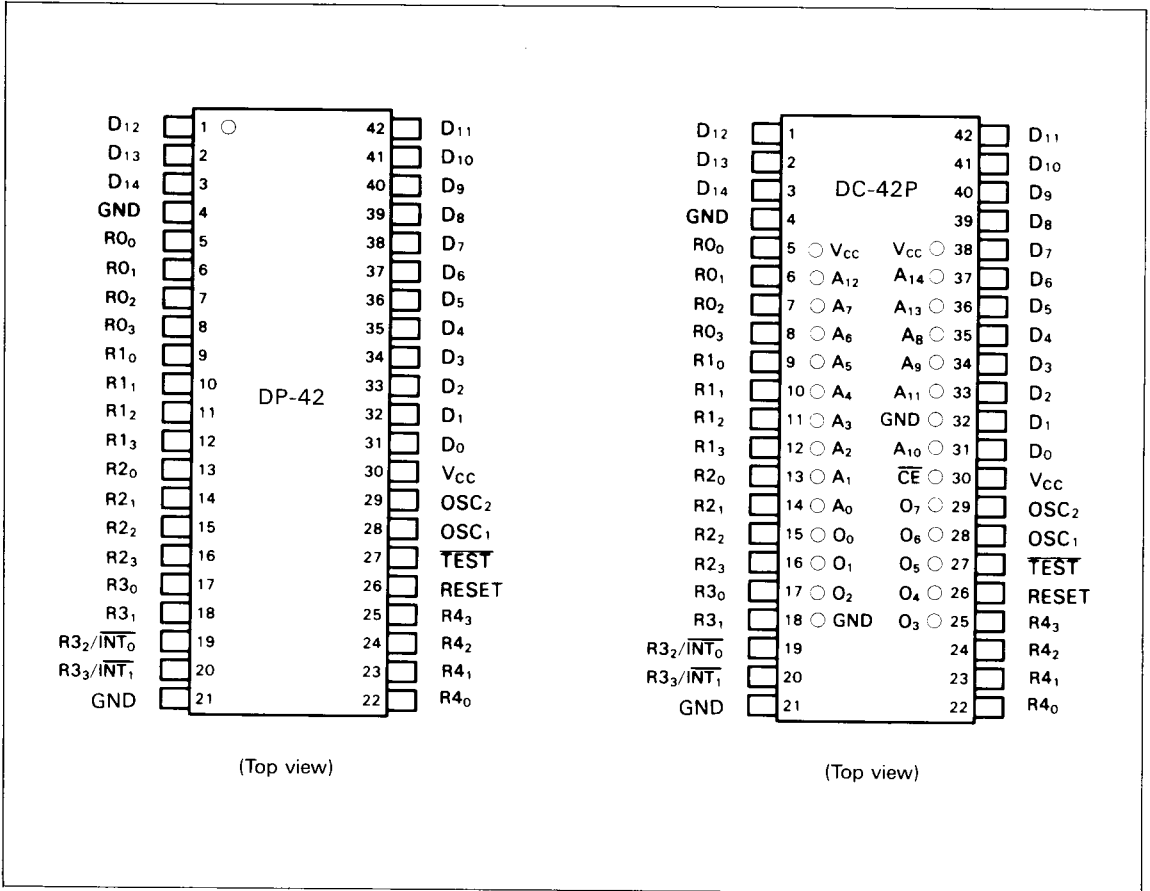 D₁₂ 1 42 D₁₁
D₁₃ 2 41 D₁₀
D₁₄ 3 40 D₉
GND 4 39 D₈
R0₀ 5 38 D₇
R0₁ 6 37 D₆
R0₂ 7 36 D₅
R0₃ 8 35 D₄
R1₀ 9 34 D₃
R1₁ 10 33 D₂
DP-42
R1₂ 11 32 D₁
R1₃ 12 31 D₀
R2₀ 13 30 VCC
R2₁ 14 29 OSC₂
R2₂ 15 28 OSC₁
R2₃ 16 27 T̅E̅S̅T̅
R3₀ 17 26 RESET
R3₁ 18 25 R4₃
R3₂/I̅N̅T̅₀ 19 24 R4₂
R3₃/I̅N̅T̅₁ 20 23 R4₁
GND 21 22 R4₀
(Top view)
D₁₂ 1 42 D₁₁
D₁₃ 2 41 D₁₀
D₁₄ 3 DC-42P 40 D₉
GND 4 39 D₈
R0₀ 5 VCC VCC 38 D₇
R0₁ 6 A₁₂ A₁₄ 37 D₆
R0₂ 7 A₇ A₁₃ 36 D₅
R0₃ 8 A₆ A₈ 35 D₄
R1₀ 9 A₅ A₉ 34 D₃
R1₁ 10 A₄ A₁₁ 33 D₂
R1₂ 11 A₃ GND 32 D₁
R1₃ 12 A₂ A₁₀ 31 D₀
R2₀ 13 A₁ C̅E̅ 30 VCC
R2₁ 14 A₀ O₇ 29 OSC₂
R2₂ 15 O₀ O₆ 28 OSC₁
R2₃ 16 O₁ O₅ 27 T̅E̅S̅T̅
R3₀ 17 O₂ O₄ 26 RESET
R3₁ 18 GND O₃ 25 R4₃
R3₂/I̅N̅T̅₀ 19 24 R4₂
R3₃/I̅N̅T̅₁ 20 23 R4₁
GND 21 22 R4₀
(Top view)